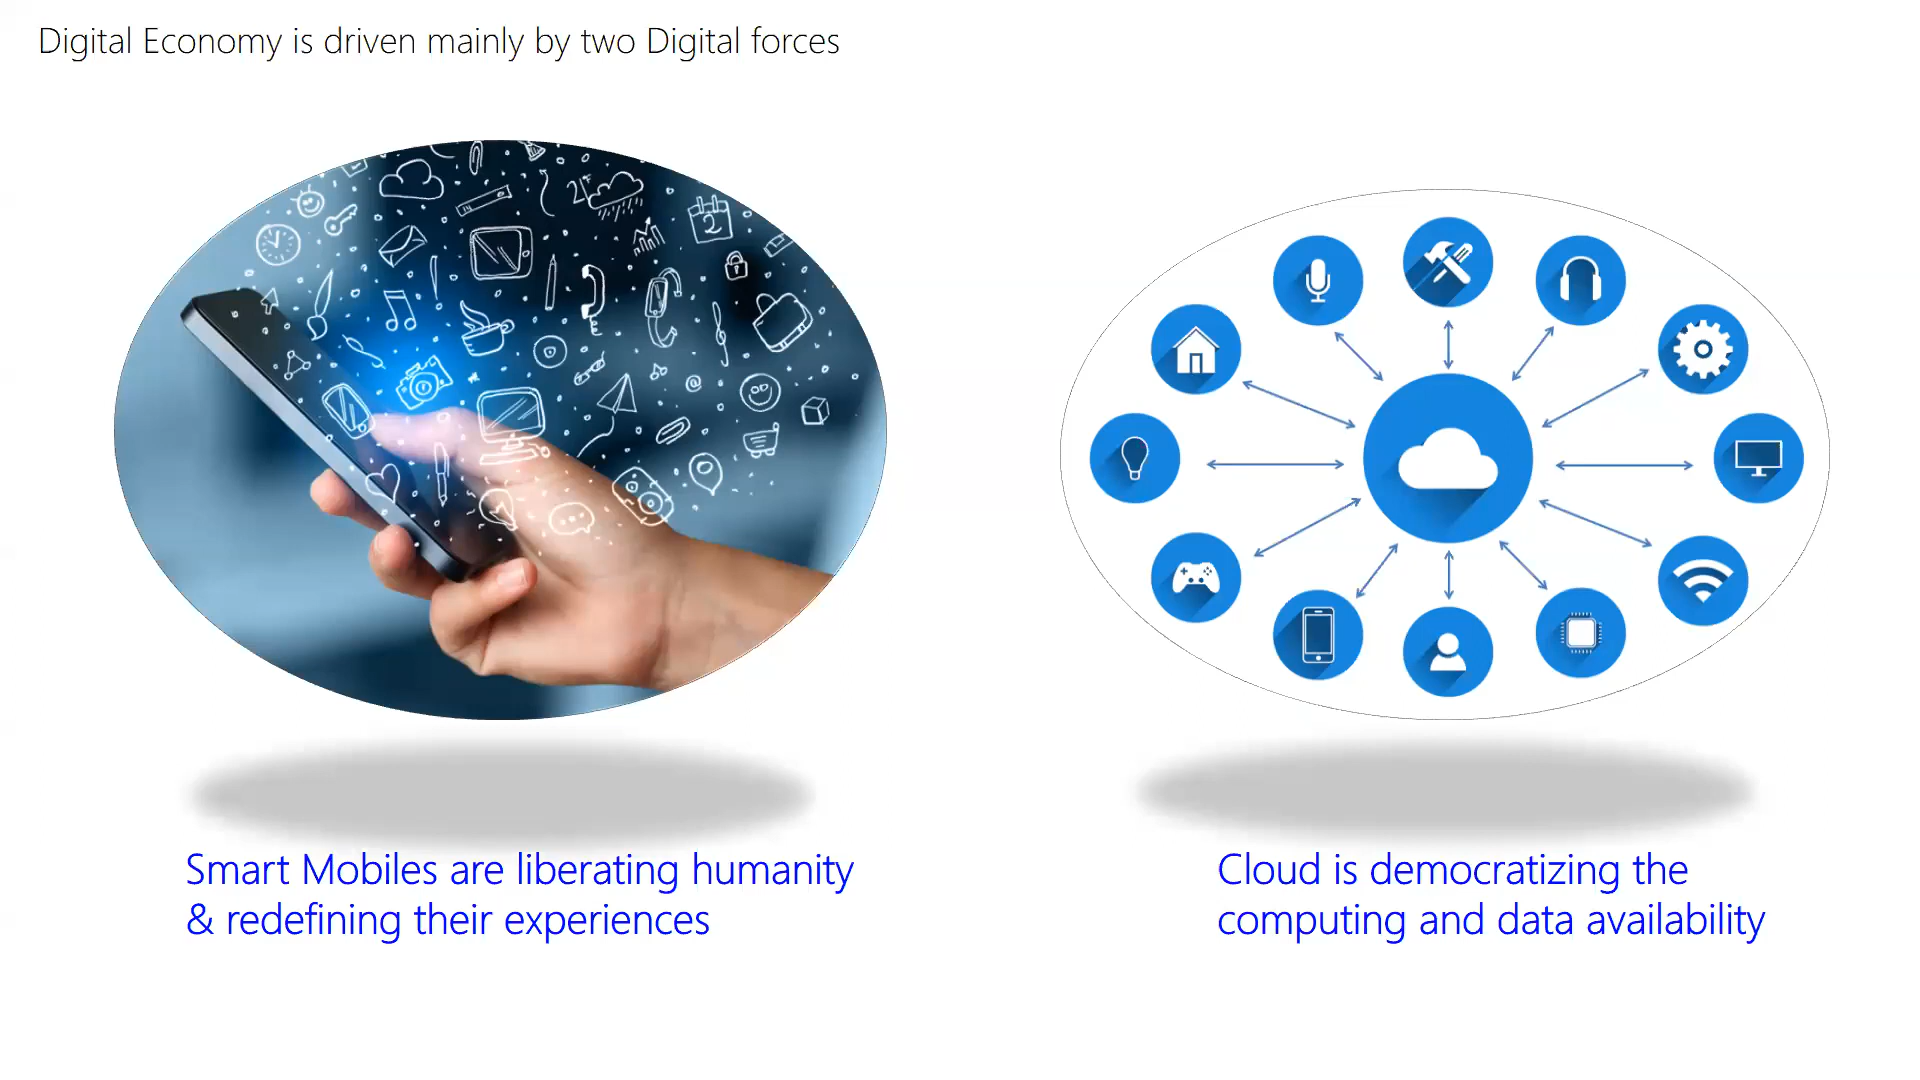 Digital Economy is driven mainly by two Digital forces
Smart Mobiles are liberating humanity
& redefining their experiences
Cloud is democratizing the
computing and data availability